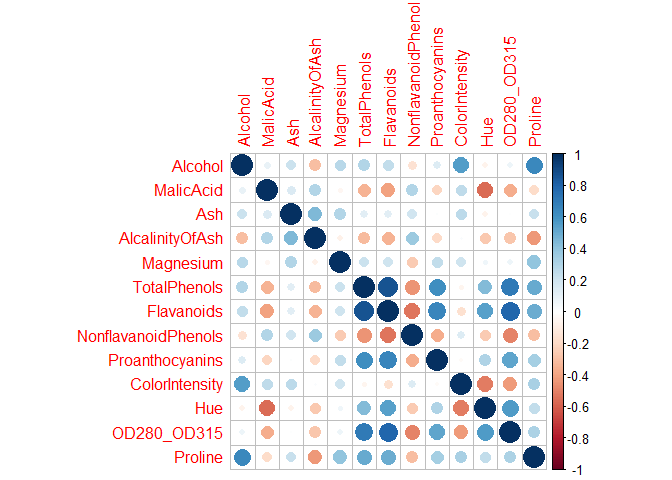 Alcohol
MalicAcid
Ash
AlcalinityOfAsh
Magnesium
TotalPhenols
Flavanoids
NonflavanoidPhenols
Proanthocyanins
ColorIntensity
Hue
OD280_OD315
Proline
Alcohol
MalicAcid
Ash
AlcalinityOfAsh
Magnesium
TotalPhenols
Flavanoids
NonflavanoidPhenols
Proanthocyanins
ColorIntensity
Hue
OD280_OD315
Proline
1
0.8
0.6
0.4
0.2
0
-0.2
-0.4
-0.6
-0.8
-1